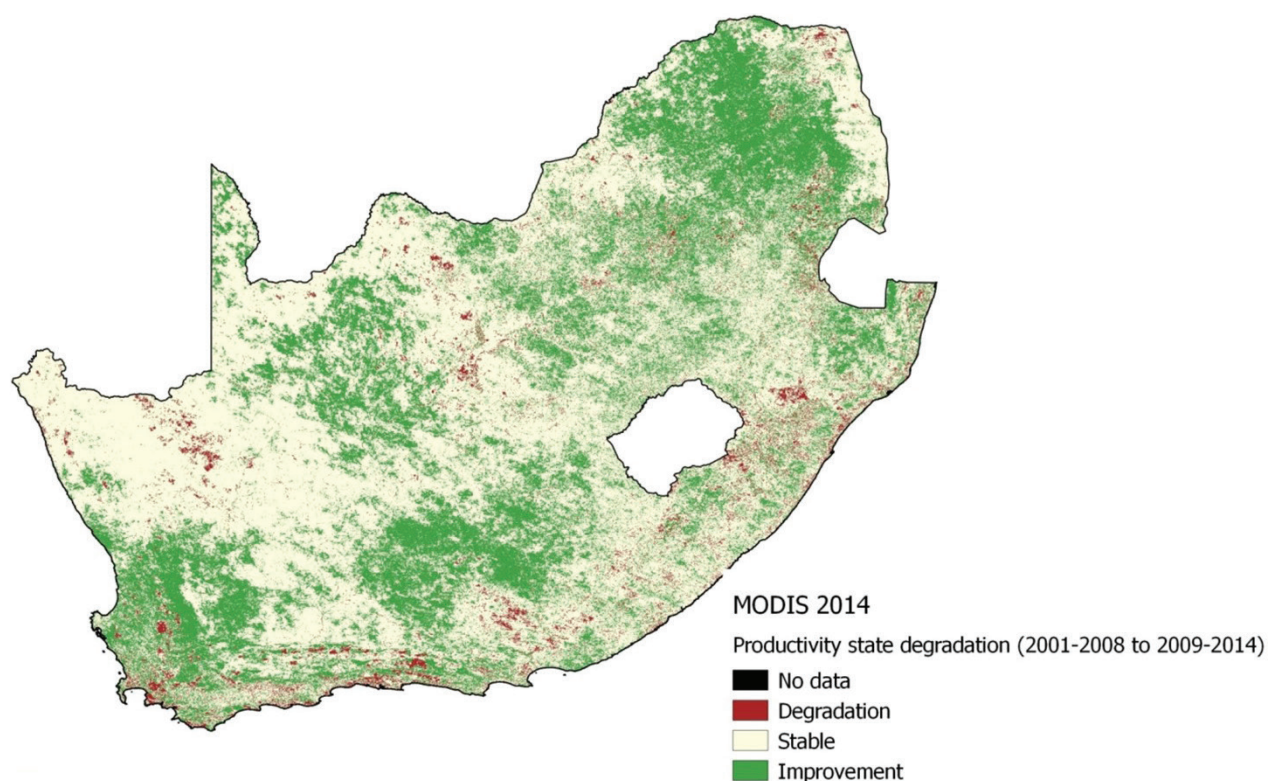 MODIS 2014
Productivity state degradation (2001-2008 to 2009-2014)
No data
Degradation
Stable
Improvement